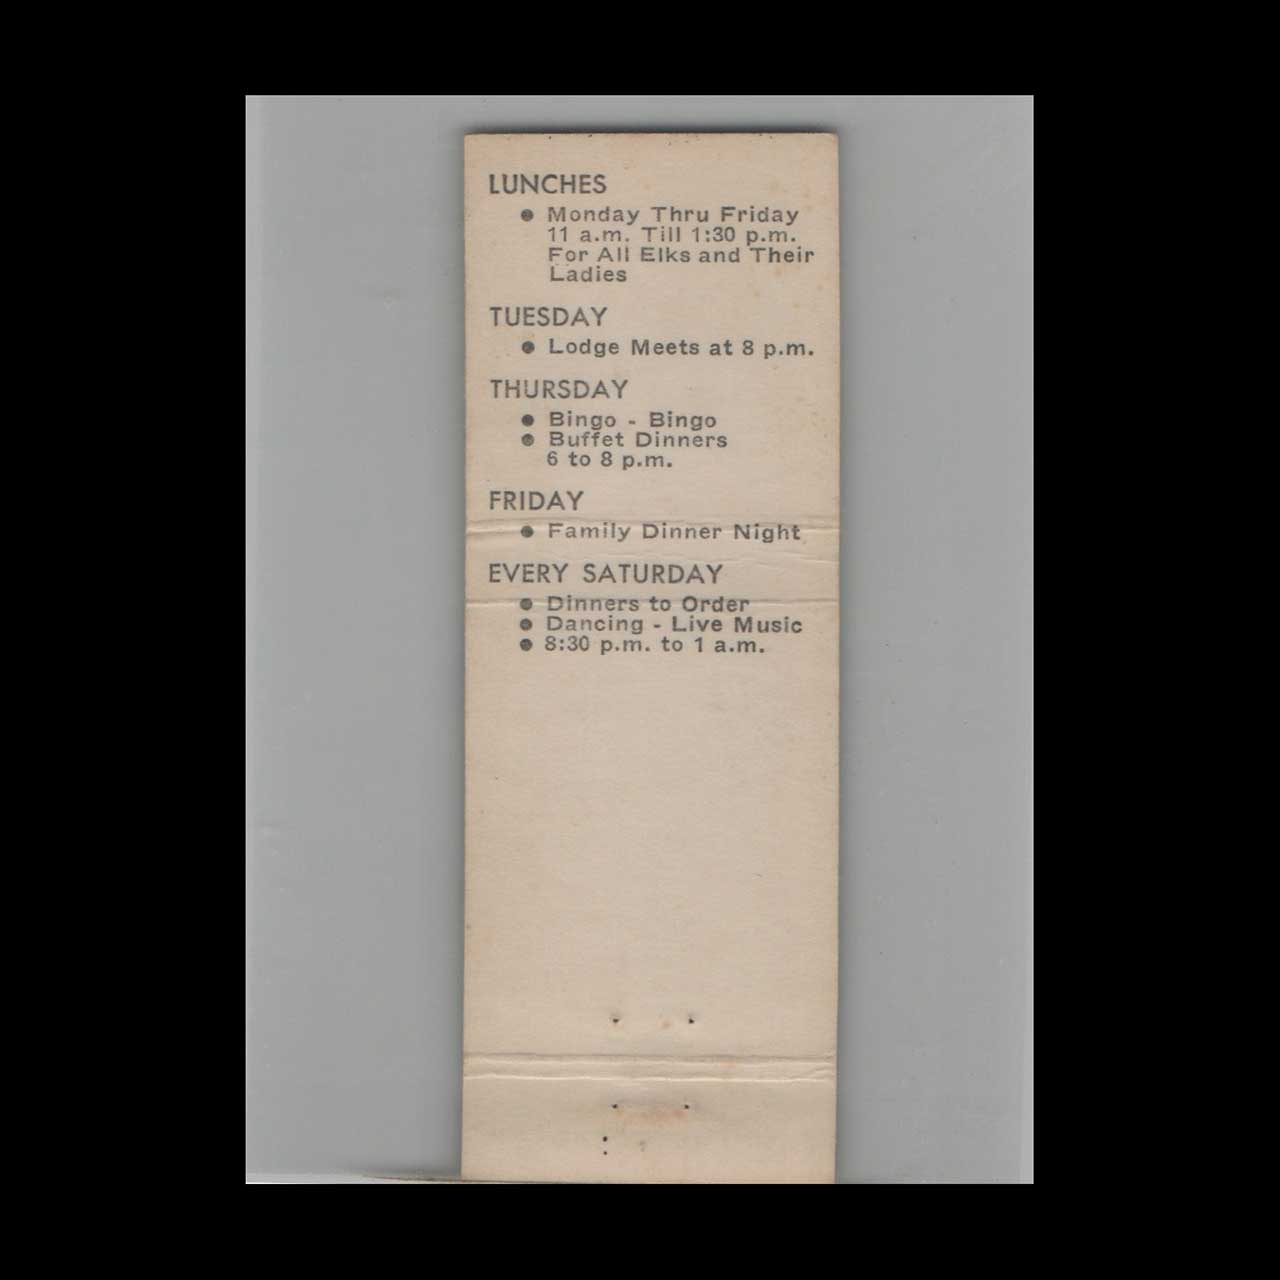 LUNCHES
● Monday Thru Friday
11 a.m. Till 1:30 p.m.
For All Elks and Their
Ladies
TUESDAY
● Lodge Meets at 8 p.m.
THURSDAY
● Bingo - Bingo
● Buffet Dinners
6 to 8 p.m.
FRIDAY
● Family Dinner Night
EVERY SATURDAY
● Dinners to Order
● Dancing - Live Music
● 8:30 p.m. to 1 a.m.